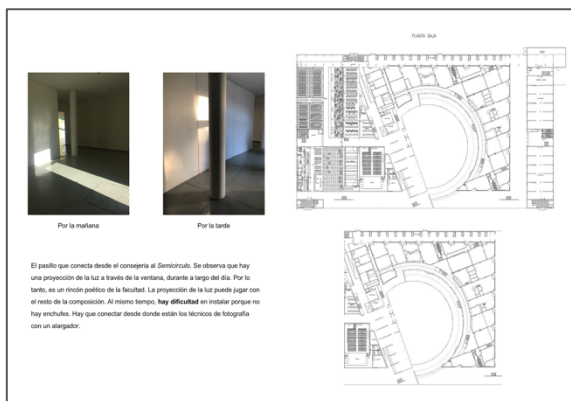 PLANTA BAJA
Por la mañana
Por la tarde
El pasillo que conecta desde el consejería al Semicirculo. Se observa que hay
una proyección de la luz a través de la ventana, durante a largo del día. Por lo
tanto, es un rincón poético de la facultad. La proyección de la luz puede jugar con
el resto de la composición. Al mismo tiempo, hay dificultad en instalar porque no
hay enchufes. Hay que conectar desde donde están los técnicos de fotografía
con un alargador.